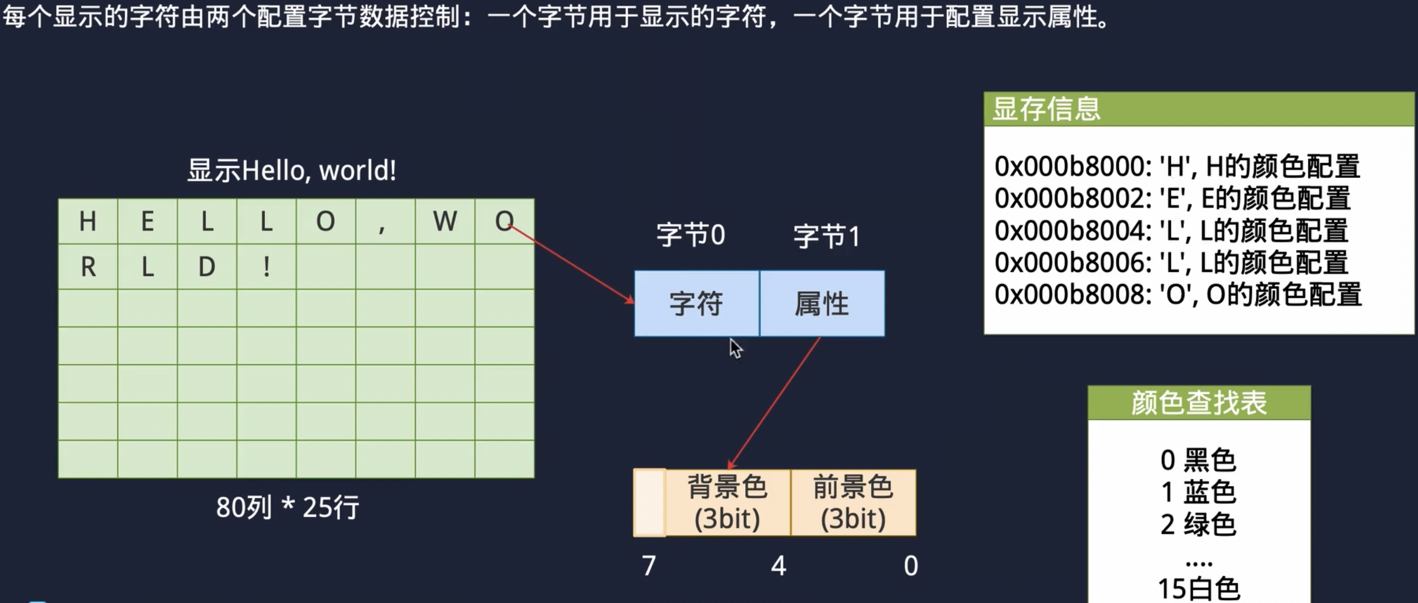 每个显示的字符由两个配置字节数据控制：一个字节用于显示的字符，一个字节用于配置显示属性。
显示Hello, world!
H E L L O , W O
R L D !
80列 * 25行
字节0 字节1
字符 属性
背景色 前景色
(3bit) (3bit)
7 4 0
显存信息
0x000b8000: 'H', H的颜色配置
0x000b8002: 'E', E的颜色配置
0x000b8004: 'L', L的颜色配置
0x000b8006: 'L', L的颜色配置
0x000b8008: 'O', O的颜色配置
颜色查找表
0 黑色
1 蓝色
2 绿色
....
15白色